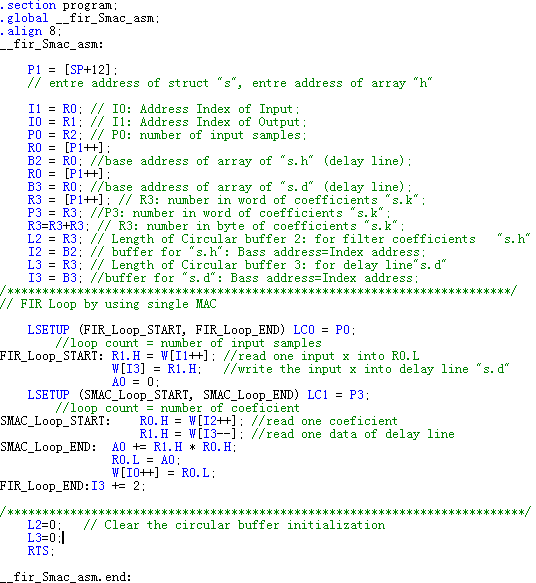 .section program;
.global __fir_Smac_asm;
.align 8;
__fir_Smac_asm:
P1 = [SP+12];
// entre address of struct "s", entre address of array "h"
I1 = R0; // I0: Address Index of Input;
I0 = R1; // I1: Address Index of Output;
P0 = R2; // P0: number of input samples;
R0 = [P1++];
B2 = R0; //base address of array of "s.h" (delay line);
R0 = [P1++];
B3 = R0; //base address of array of "s.d" (delay line);
R3 = [P1++]; // R3: number in word of coefficients "s.k";
P3 = R3; //P3: number in word of coefficients "s.k";
R3=R3+R3; // R3: number in byte of coefficients "s.k";
L2 = R3; // Length of Circular buffer 2: for filter coefficients "s.h"
I2 = B2; // buffer for "s.h": Bass address=Index address;
L3 = R3; // Length of Circular buffer 3: for delay line"s.d"
I3 = B3; //buffer for "s.d": Bass address=Index address;
/*************************************************************************/
// FIR Loop by using single MAC
LSETUP (FIR_Loop_START, FIR_Loop_END) LC0 = P0;
//loop count = number of input samples
FIR_Loop_START: R1.H = W[I1++]; //read one input x into R0.L
W[I3] = R1.H; //write the input x into delay line "s.d"
A0 = 0;
LSETUP (SMAC_Loop_START, SMAC_Loop_END) LC1 = P3;
//loop count = number of coeficient
SMAC_Loop_START: R0.H = W[I2++]; //read one coeficient
R1.H = W[I3--]; //read one data of delay line
SMAC_Loop_END: A0 += R1.H * R0.H;
R0.L = A0;
W[I0++] = R0.L;
FIR_Loop_END:I3 += 2;
/***************************************************************************/
L2=0; // Clear the circular buffer initialization
L3=0;
RTS;
__fir_Smac_asm.end: